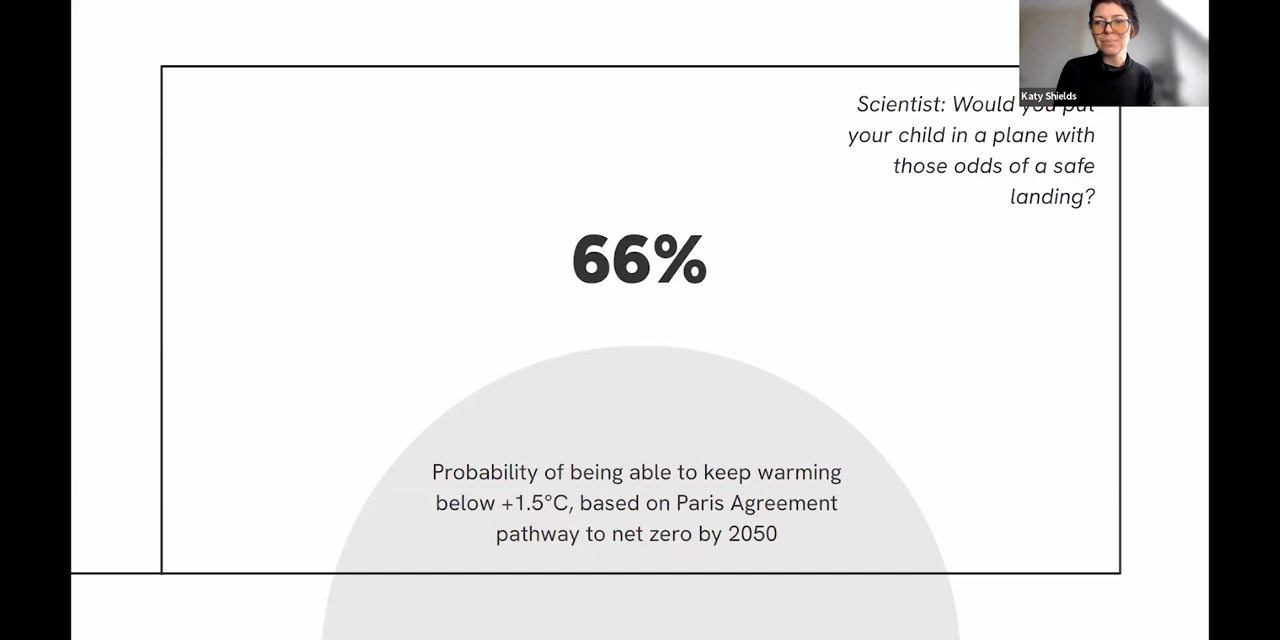 Katy Shields
Scientist: Would you put
your child in a plane with
those odds of a safe
landing?
66%
Probability of being able to keep warming
below +1.5°C, based on Paris Agreement
pathway to net zero by 2050